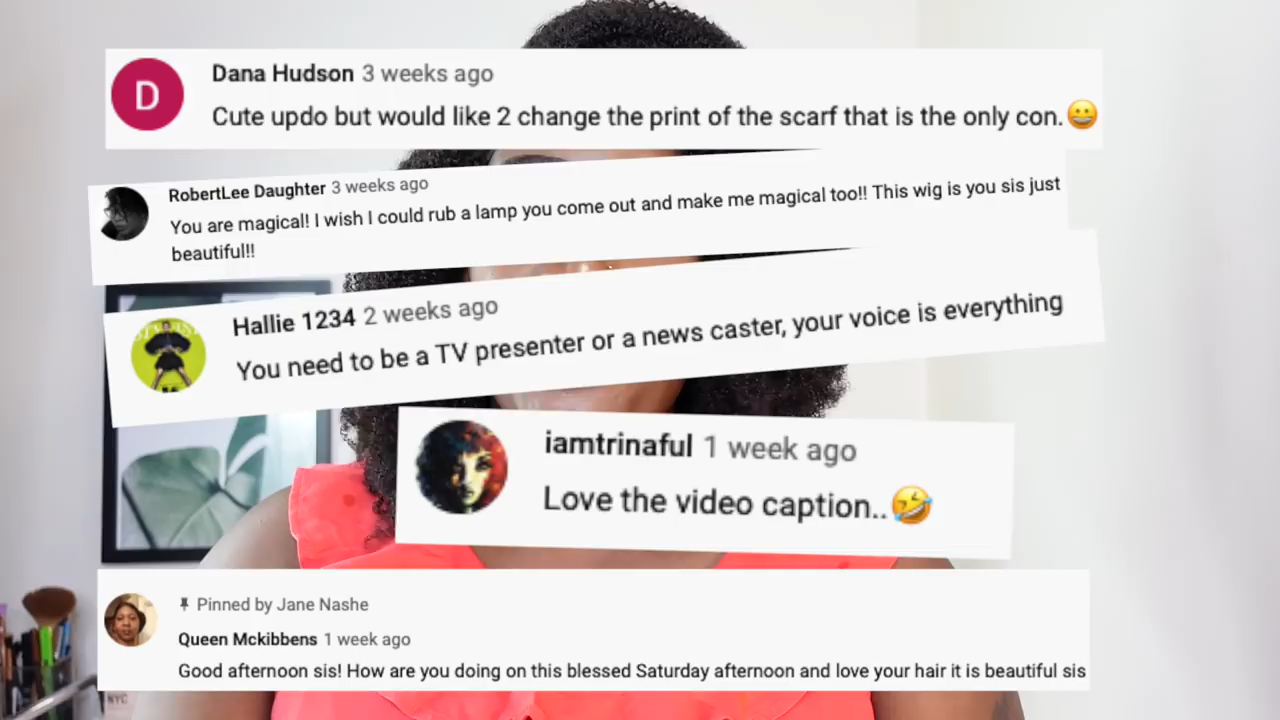 D
Dana Hudson 3 weeks ago
Cute updo but would like 2 change the print of the scarf that is the only con.😀
RobertLee Daughter 3 weeks ago
You are magical! I wish I could rub a lamp you come out and make me magical too!! This wig is you sis just
beautiful!!
Hallie 1234 2 weeks ago
You need to be a TV presenter or a news caster, your voice is everything
iamtrinaful 1 week ago
Love the video caption..🤣
Pinned by Jane Nashe
Queen Mckibbens 1 week ago
Good afternoon sis! How are you doing on this blessed Saturday afternoon and love your hair it is beautiful sis
NYC